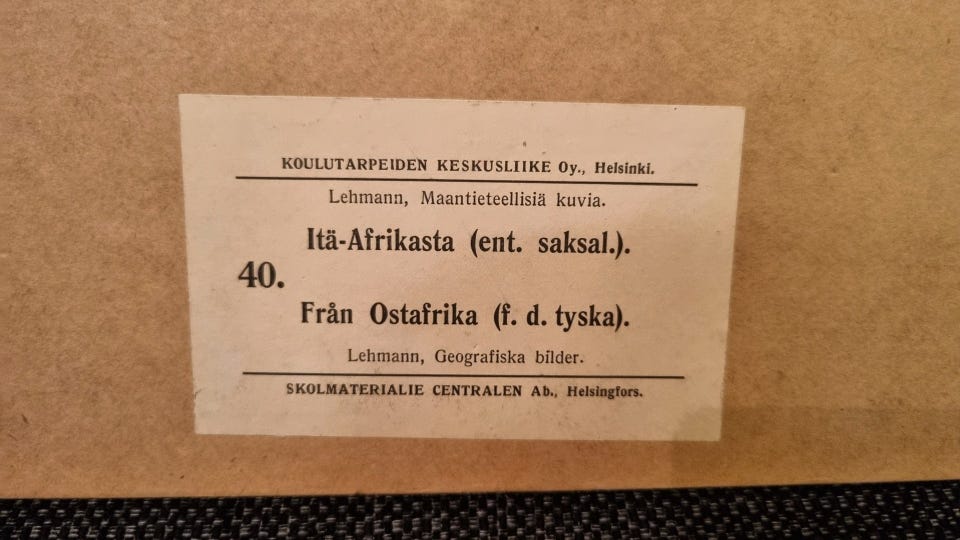 KOULUTARPEIDEN KESKUSLIIKE Oy., Helsinki.
Lehmann, Maantieteellisiä kuvia.
Itä-Afrikasta (ent. saksal.).
40.
Från Ostafrika (f. d. tyska).
Lehmann, Geografiska bilder.
SKOLMATERIALIE CENTRALEN Ab., Helsingfors.